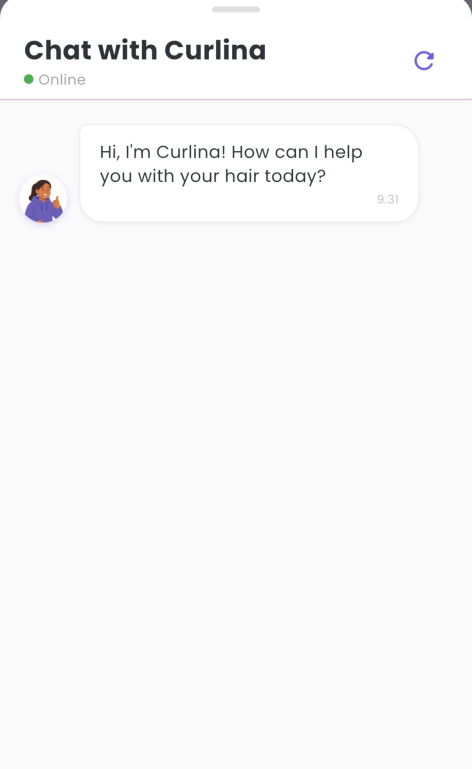 Chat with Curlina
Online
Hi, I'm Curlina! How can I help
you with your hair today?
9:31